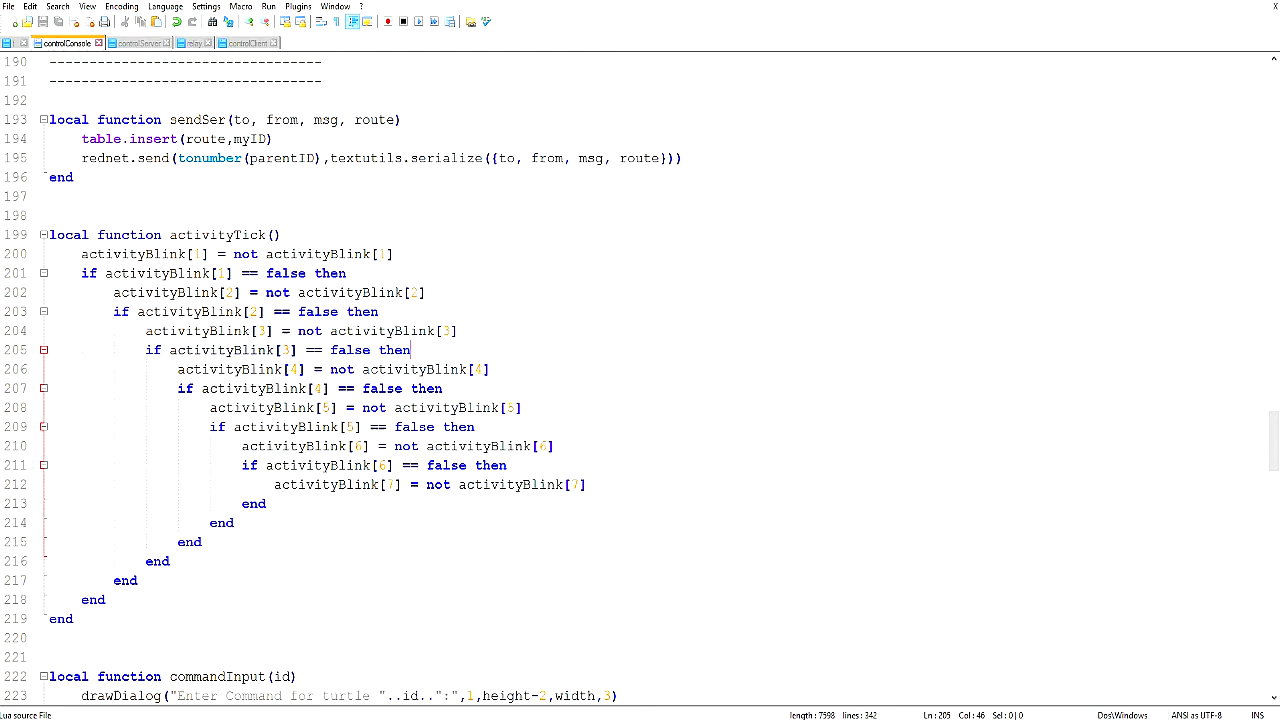 File Edit Search View Encoding Language Settings Macro Run Plugins Window ? X
controlConsole controlServer relay controlClient
190 ----------------------------------
191 ----------------------------------
192
193 local function sendSer(to, from, msg, route)
194 table.insert(route,myID)
195 rednet.send(tonumber(parentID),textutils.serialize({to, from, msg, route}))
196 end
197
198
199 local function activityTick()
200 activityBlink[1] = not activityBlink[1]
201 if activityBlink[1] == false then
202 activityBlink[2] = not activityBlink[2]
203 if activityBlink[2] == false then
204 activityBlink[3] = not activityBlink[3]
205 if activityBlink[3] == false then
206 activityBlink[4] = not activityBlink[4]
207 if activityBlink[4] == false then
208 activityBlink[5] = not activityBlink[5]
209 if activityBlink[5] == false then
210 activityBlink[6] = not activityBlink[6]
211 if activityBlink[6] == false then
212 activityBlink[7] = not activityBlink[7]
213 end
214 end
215 end
216 end
217 end
218 end
219 end
220
221
222 local function commandInput(id)
223 drawDialog("Enter Command for turtle "..id..":",1,height-2,width,3)
Lua source File length : 7598 lines : 342 Ln : 205 Col : 46 Sel : 0 | 0 Dos\Windows ANSI as UTF-8 INS